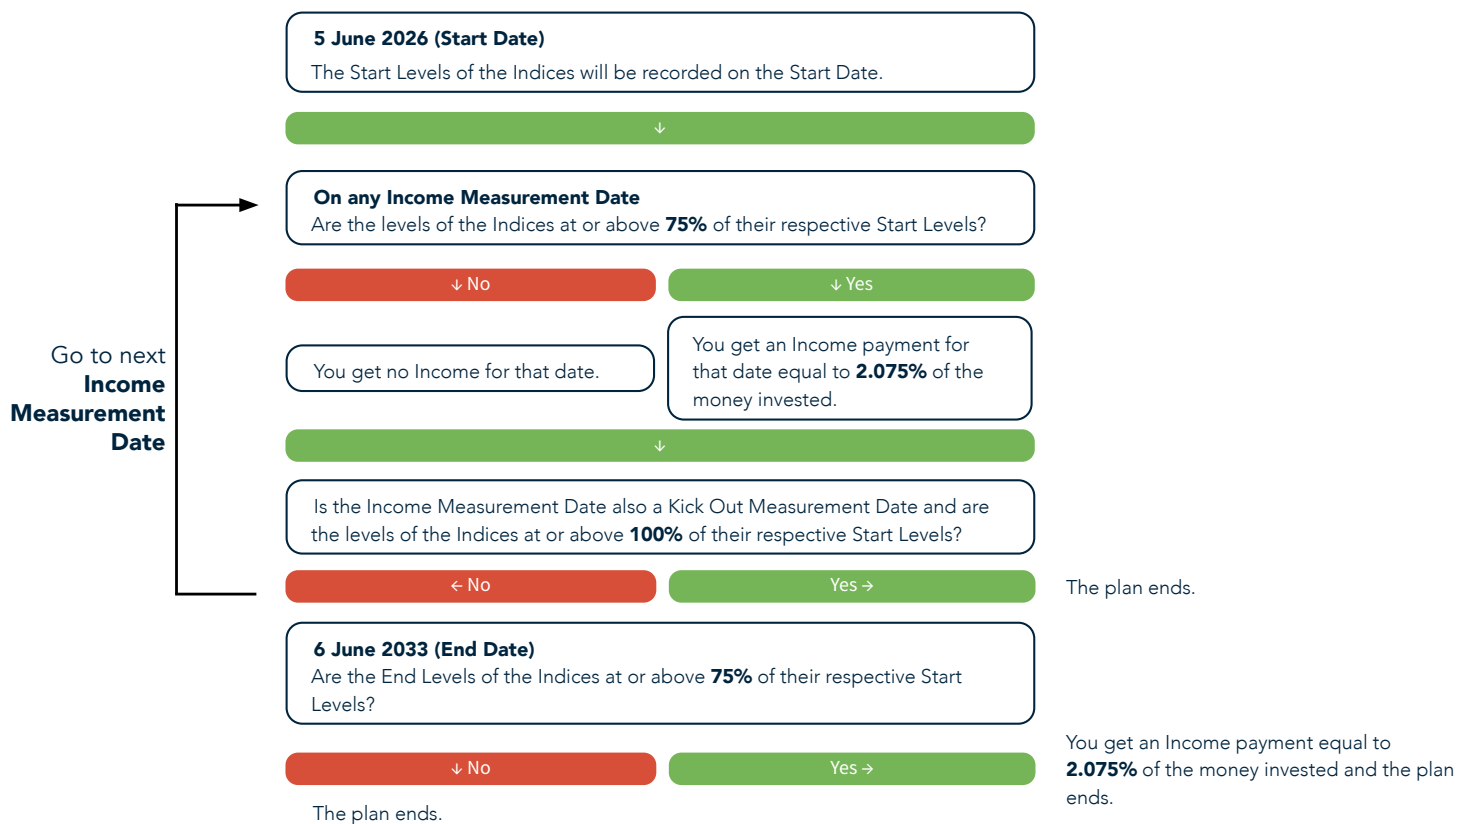 5 June 2026 (Start Date)
The Start Levels of the Indices will be recorded on the Start Date.
↓
On any Income Measurement Date
Are the levels of the Indices at or above 75% of their respective Start Levels?
↓ No
↓ Yes
Go to next
Income
Measurement
Date
You get no Income for that date.
You get an Income payment for
that date equal to 2.075% of the
money invested.
↓
Is the Income Measurement Date also a Kick Out Measurement Date and are
the levels of the Indices at or above 100% of their respective Start Levels?
← No
Yes →
The plan ends.
6 June 2033 (End Date)
Are the End Levels of the Indices at or above 75% of their respective Start
Levels?
↓ No
Yes →
You get an Income payment equal to
2.075% of the money invested and the plan
ends.
The plan ends.